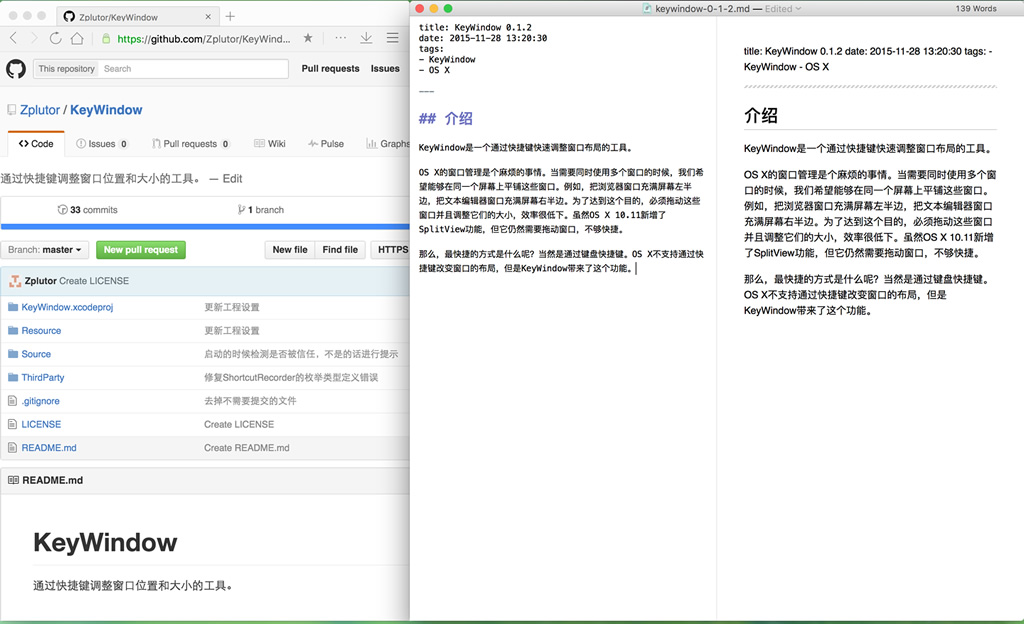 Zplutor/KeyWindow
https://github.com/Zplutor/KeyWind...
This repository Search
Pull requests Issues
Zplutor / KeyWindow
Code
Issues 0
Pull requests 0
Wiki
Pulse
Graphs
通过快捷键调整窗口位置和大小的工具。 — Edit
33 commits
1 branch
Branch: master
New pull request
New file
Find file
HTTPS
Zplutor Create LICENSE
KeyWindow.xcodeproj 更新工程设置
Resource 更新工程设置
Source 启动的时候检测是否被信任，不是的话进行提示
ThirdParty 修复ShortcutRecorder的枚举类型定义错误
.gitignore 去掉不需要提交的文件
LICENSE Create LICENSE
README.md Create README.md
README.md
KeyWindow
通过快捷键调整窗口位置和大小的工具。
keywindow-0-1-2.md — Edited
139 Words
title: KeyWindow 0.1.2
date: 2015-11-28 13:20:30
tags:
- KeyWindow
- OS X
---
## 介绍
KeyWindow是一个通过快捷键快速调整窗口布局的工具。
OS X的窗口管理是个麻烦的事情。当需要同时使用多个窗口的时候，我们希
望能够在同一个屏幕上平铺这些窗口。例如，把浏览器窗口充满屏幕左半
边，把文本编辑器窗口充满屏幕右半边。为了达到这个目的，必须拖动这些窗
口并且调整它们的大小，效率很低下。虽然OS X 10.11新增了
SplitView功能，但它仍然需要拖动窗口，不够快捷。
那么，最快捷的方式是什么呢？当然是通过键盘快捷键。OS X不支持通过快
捷键改变窗口的布局，但是KeyWindow带来了这个功能。
title: KeyWindow 0.1.2 date: 2015-11-28 13:20:30 tags: -
KeyWindow - OS X
介绍
KeyWindow是一个通过快捷键快速调整窗口布局的工具。
OS X的窗口管理是个麻烦的事情。当需要同时使用多个窗
口的时候，我们希望能够在同一个屏幕上平铺这些窗口。
例如，把浏览器窗口充满屏幕左半边，把文本编辑器窗口
充满屏幕右半边。为了达到这个目的，必须拖动这些窗口
并且调整它们的大小，效率很低下。虽然OS X 10.11新增
了SplitView功能，但它仍然需要拖动窗口，不够快捷。
那么，最快捷的方式是什么呢？当然是通过键盘快捷键。
OS X不支持通过快捷键改变窗口的布局，但是
KeyWindow带来了这个功能。